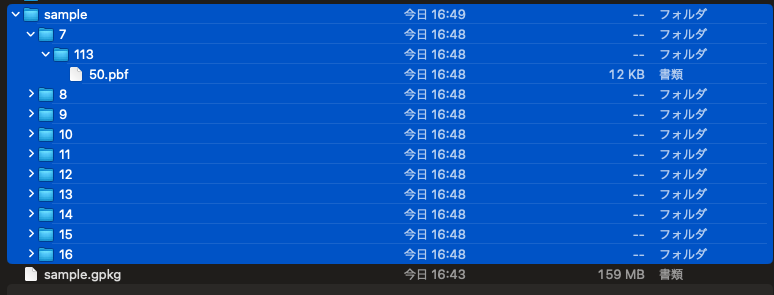 sample 今日 16:49 -- フォルダ
7 今日 16:48 -- フォルダ
113 今日 16:48 -- フォルダ
50.pbf 今日 16:48 12 KB 書類
8 今日 16:48 -- フォルダ
9 今日 16:48 -- フォルダ
10 今日 16:48 -- フォルダ
11 今日 16:48 -- フォルダ
12 今日 16:48 -- フォルダ
13 今日 16:48 -- フォルダ
14 今日 16:48 -- フォルダ
15 今日 16:48 -- フォルダ
16 今日 16:48 -- フォルダ
sample.gpkg 今日 16:43 159 MB 書類